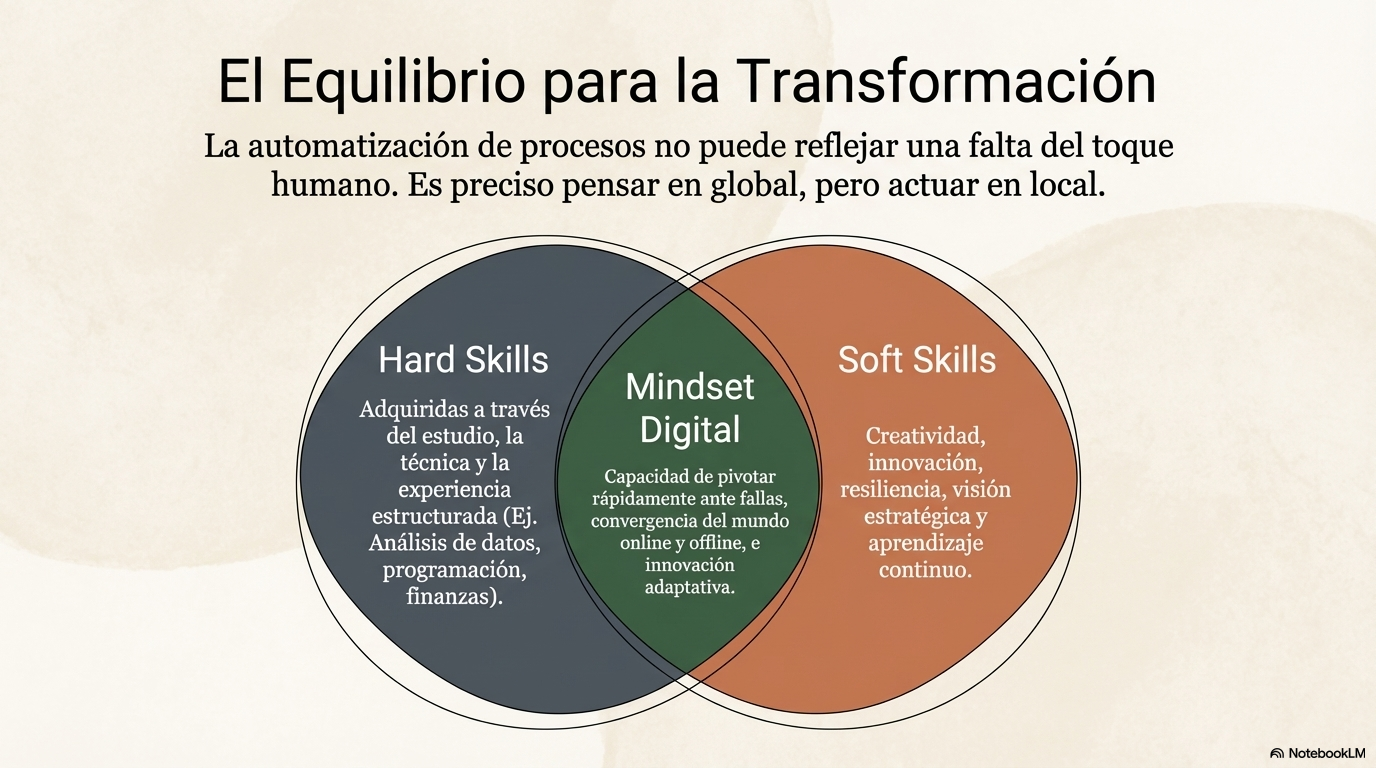 El Equilibrio para la Transformación
La automatización de procesos no puede reflejar una falta del toque
humano. Es preciso pensar en global, pero actuar en local.
Hard Skills
Adquiridas a través
del estudio, la
técnica y la
experiencia
estructurada (Ej.
Análisis de datos,
programación,
finanzas).
Mindset
Digital
Capacidad de pivotar
rápidamente ante fallas,
convergencia del mundo
online y offline, e
innovación
adaptativa.
Soft Skills
Creatividad,
innovación,
resiliencia, visión
estratégica y
aprendizaje
continuo.
NotebookLM